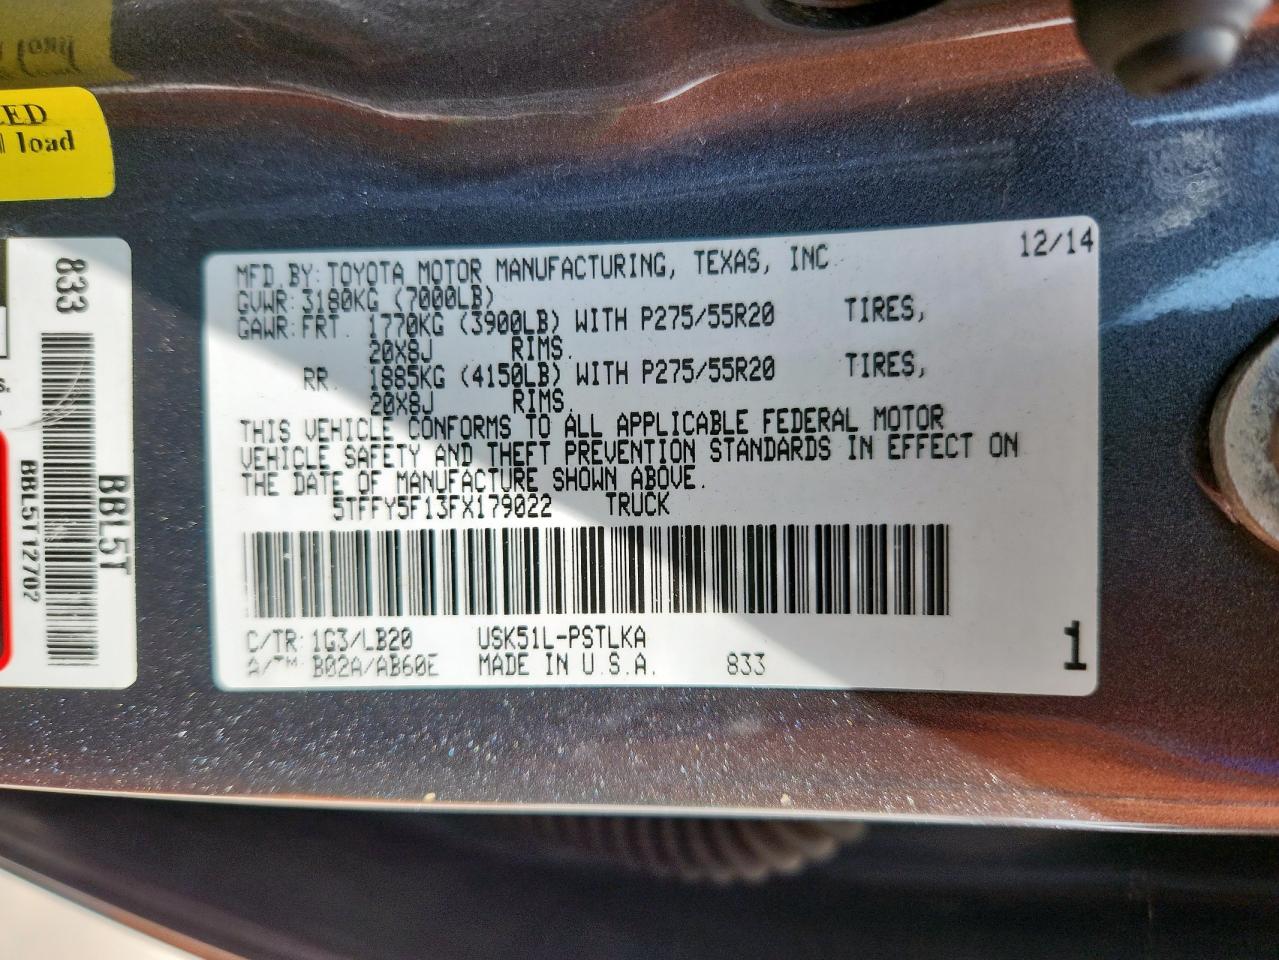 LED
load
833
BBL5T
BBL5T12702
12/14
MFD.BY:TOYOTA MOTOR MANUFACTURING, TEXAS, INC
GVWR:3180KG (7000LB)
GAWR:FRT. 1770KG (3900LB) WITH P275/55R20 TIRES,
20X8J RIMS.
RR. 1885KG (4150LB) WITH P275/55R20 TIRES,
20X8J RIMS.
THIS VEHICLE CONFORMS TO ALL APPLICABLE FEDERAL MOTOR
VEHICLE SAFETY AND THEFT PREVENTION STANDARDS IN EFFECT ON
THE DATE OF MANUFACTURE SHOWN ABOVE.
5TFFY5F13FX179022 TRUCK
C/TR:1G3/LB20 USK51L-PSTLKA
A/TM: B02A/AB60E MADE IN U.S.A. 833
1